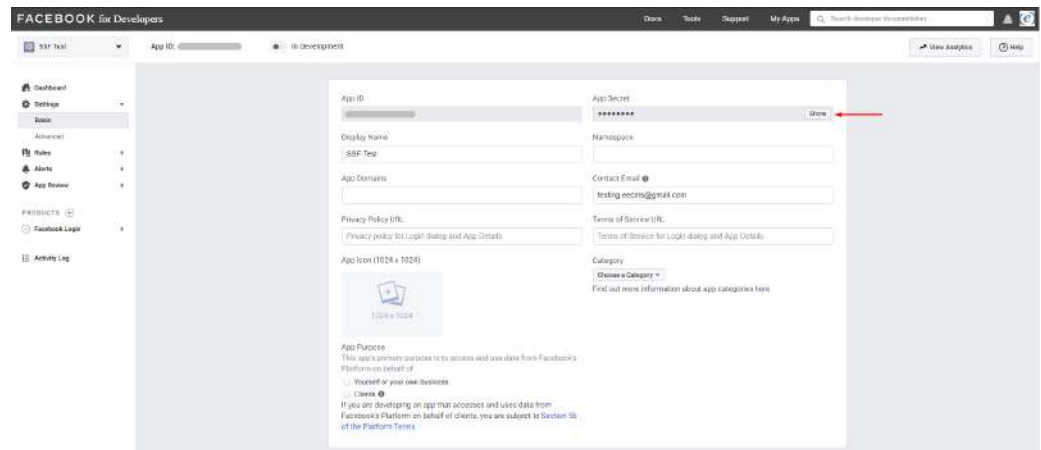 FACEBOOK for Developers
Docs Tools Support My Apps Search developer documentation
SSF Test App ID: In development View Analytics Help
Dashboard
Settings
Basic
Advanced
Roles
Alerts
App Review
PRODUCTS
Facebook Login
Activity Log
App ID App Secret
Show
Display Name Namespace
SSF Test
App Domains Contact Email
testing.eecinis@gmail.com
Privacy Policy URL Terms of Service URL
Privacy policy for Login dialog and App Details Terms of Service for Login dialog and App Details
App Icon (1024 x 1024) Category
Choose a Category
Find out more information about app categories here
1024 x 1024
App Purpose
This app's primary purpose is to access and use data from Facebook's
Platform on behalf of
Yourself or your own business
Clients
If you are developing an app that accesses and uses data from
Facebook's Platform on behalf of clients, you are subject to Section 5b
of the Platform Terms.